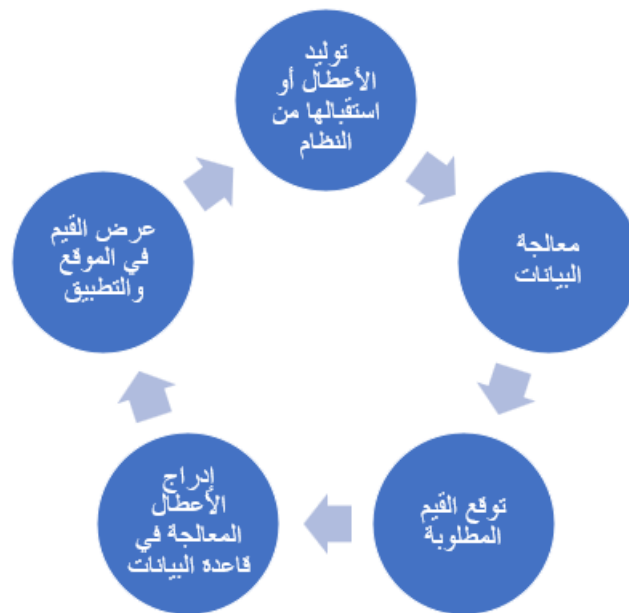 توليد
الأعطال أو
استقبالها من
النظام
معالجة
البيانات
توقع القيم
المطلوبة
إدراج
الأعطال
المعالجة في
قاعدة البيانات
عرض القيم
في الموقع
والتطبيق